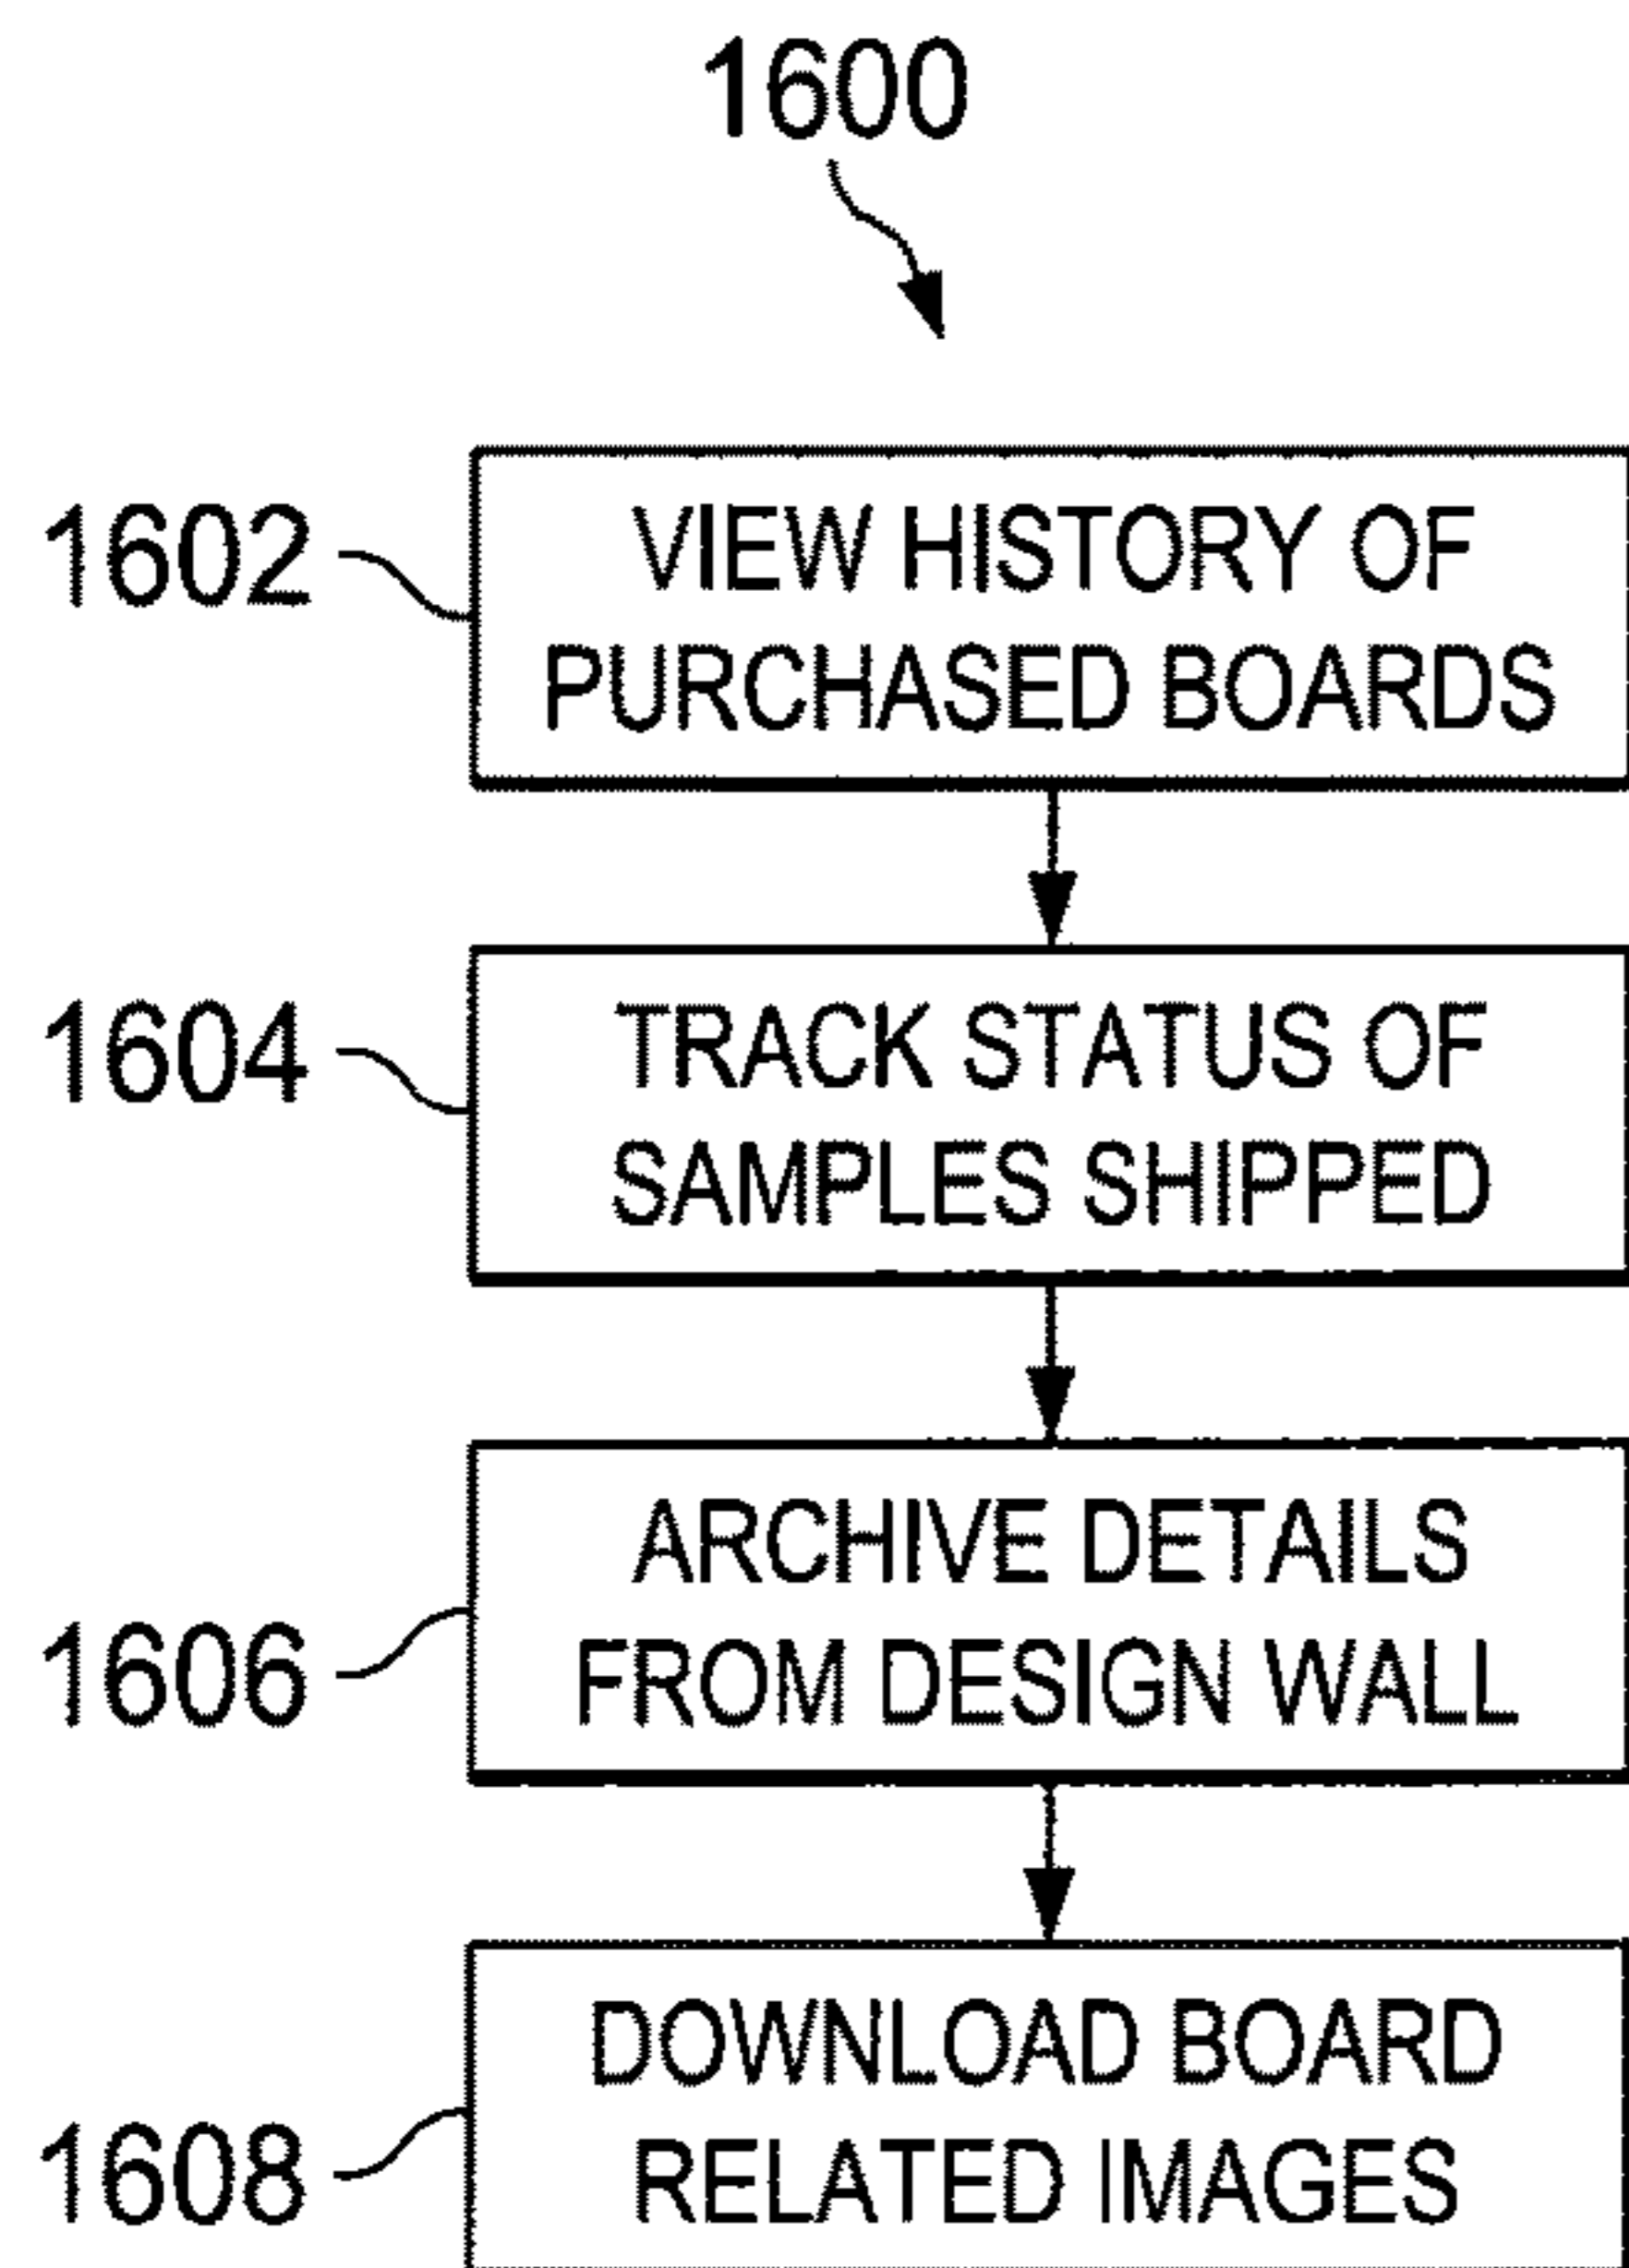 1600
1602
VIEW HISTORY OF
PURCHASED BOARDS
1604
TRACK STATUS OF
SAMPLES SHIPPED
1606
ARCHIVE DETAILS
FROM DESIGN WALL
1608
DOWNLOAD BOARD
RELATED IMAGES